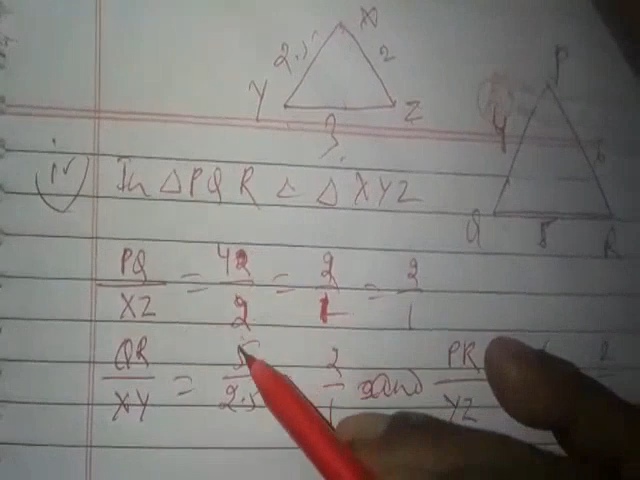 X
2.5 2
Y Z
3
P
4 6
Q 5 R
iv) In △PQR & △XYZ
PQ/XZ = 4/2 = 2/1 = 2/1
QR/XY = 5/2.5 2/1 and PR/YZ 2